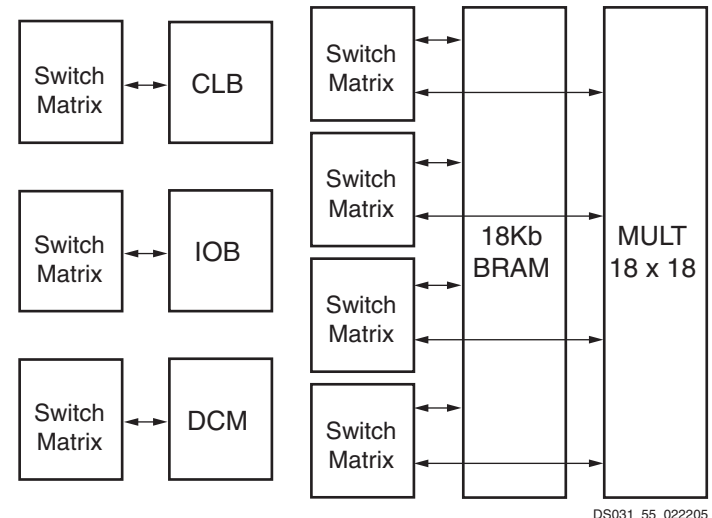 Switch
Matrix
CLB
Switch
Matrix
IOB
Switch
Matrix
DCM
Switch
Matrix
Switch
Matrix
Switch
Matrix
Switch
Matrix
18Kb
BRAM
MULT
18 x 18
DS031_55_022205